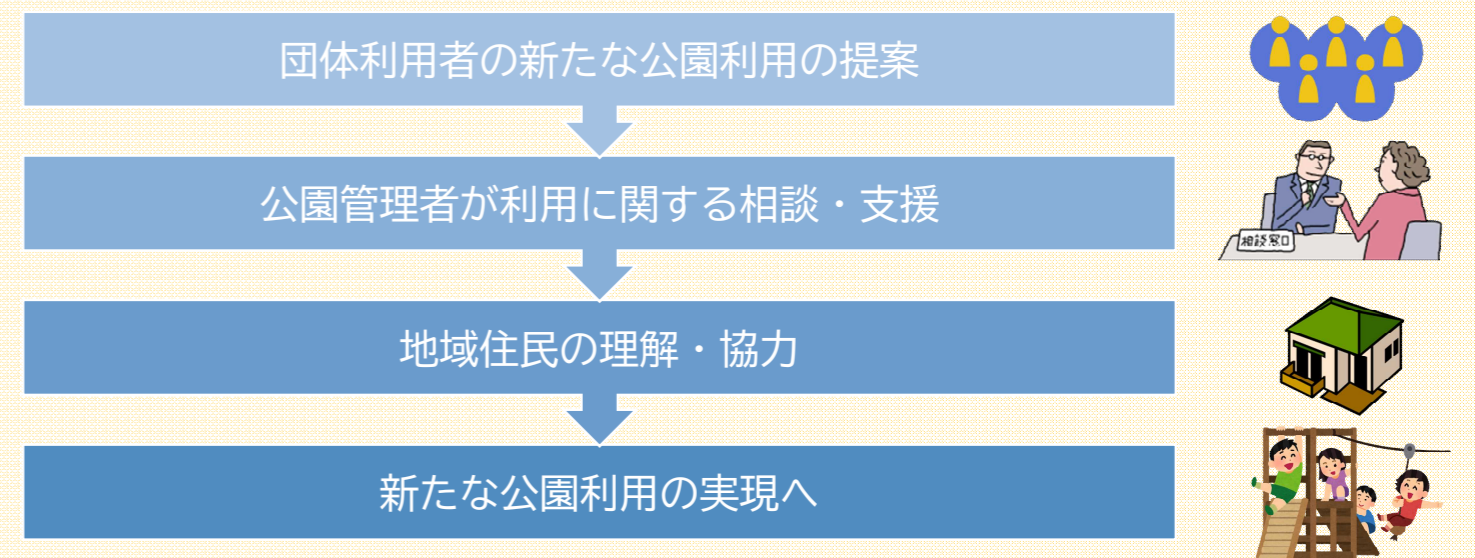 団体利用者の新たな公園利用の提案
公園管理者が利用に関する相談・支援
相談窓口
地域住民の理解・協力
新たな公園利用の実現へ